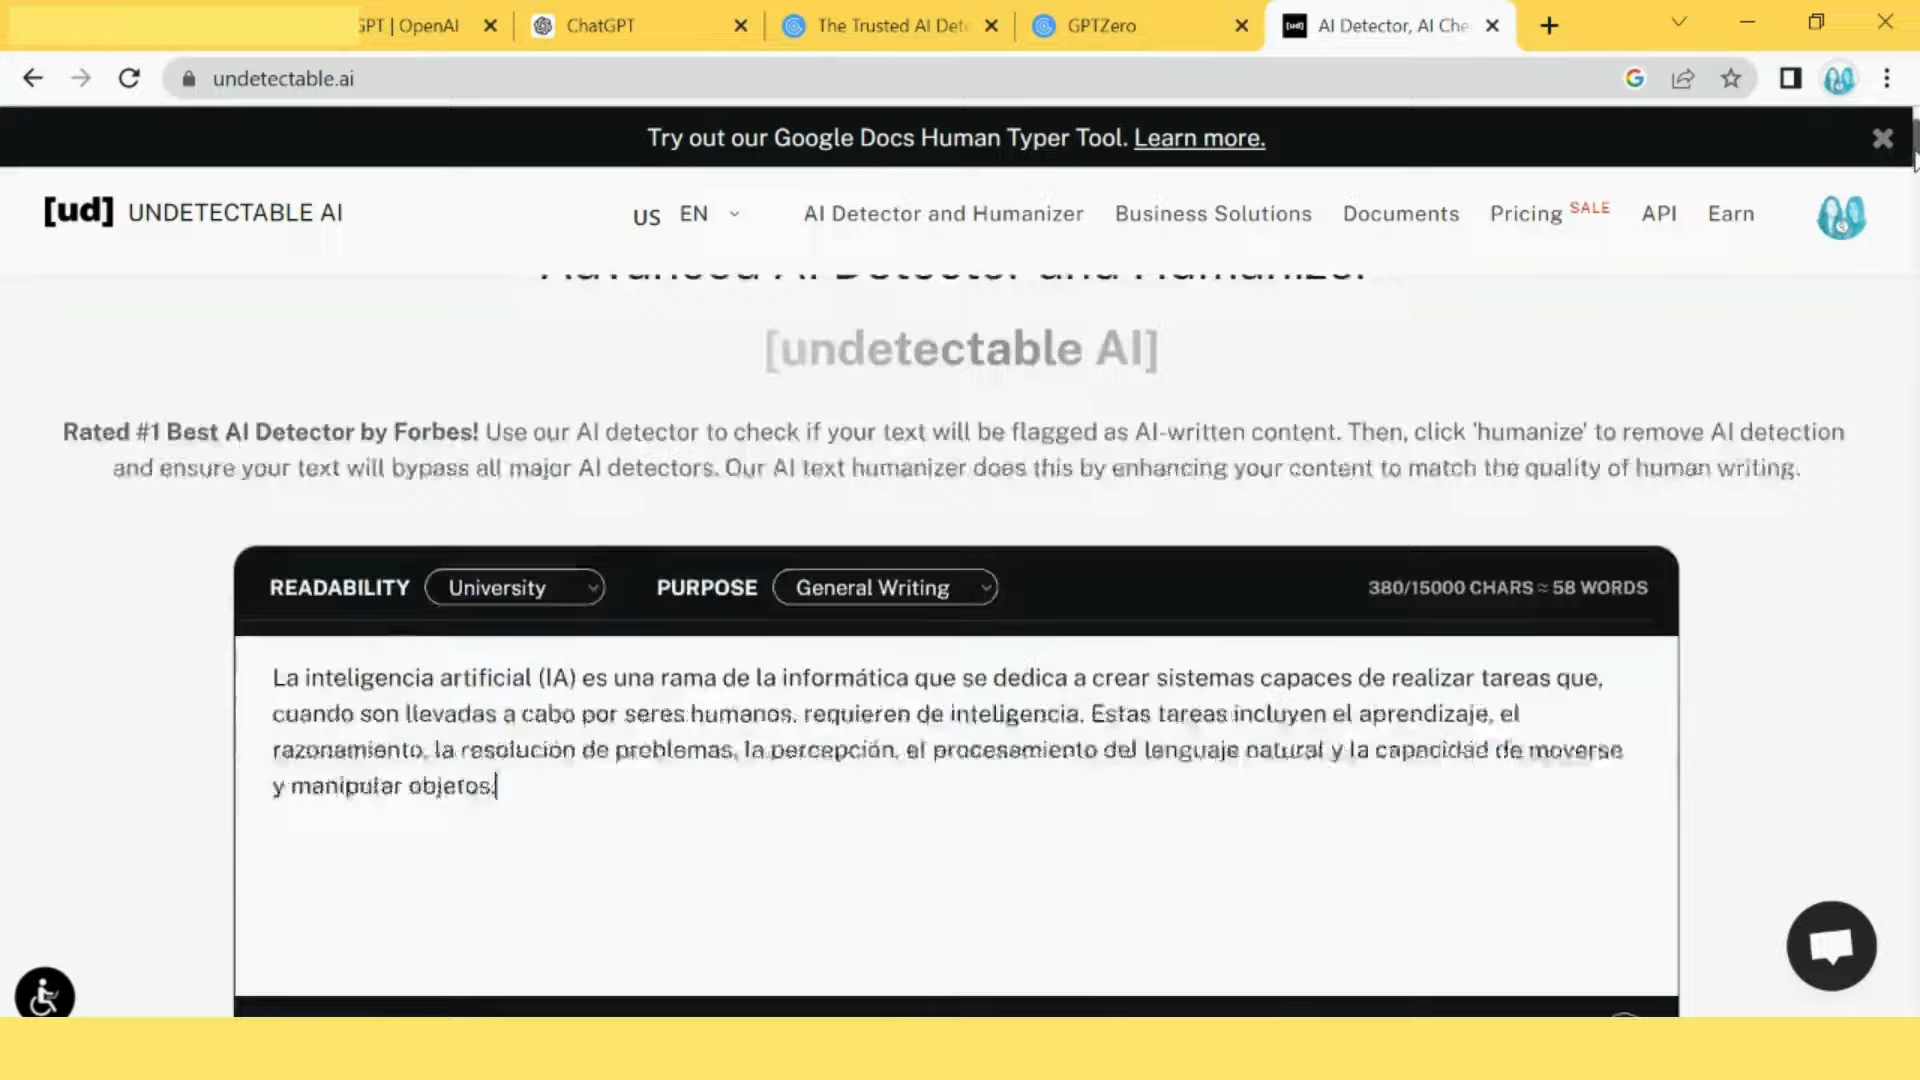 GPT | OpenAI
ChatGPT
The Trusted AI Dete
GPTZero
[ud]
AI Detector, AI Che
undetectable.ai
Try out our Google Docs Human Typer Tool. Learn more.
[ud] UNDETECTABLE AI
US EN
AI Detector and Humanizer
Business Solutions
Documents
Pricing SALE
API
Earn
Advanced AI Detector and Humanizer
[undetectable AI]
Rated #1 Best AI Detector by Forbes! Use our AI detector to check if your text will be flagged as AI-written content. Then, click 'humanize' to remove AI detection
and ensure your text will bypass all major AI detectors. Our AI text humanizer does this by enhancing your content to match the quality of human writing.
READABILITY University PURPOSE General Writing 380/15000 CHARS ≈ 58 WORDS
La inteligencia artificial (IA) es una rama de la informática que se dedica a crear sistemas capaces de realizar tareas que,
cuando son llevadas a cabo por seres humanos, requieren de inteligencia. Estas tareas incluyen el aprendizaje, el
razonamiento, la resolución de problemas, la percepción, el procesamiento del lenguaje natural y la capacidad de moverse
y manipular objetos.